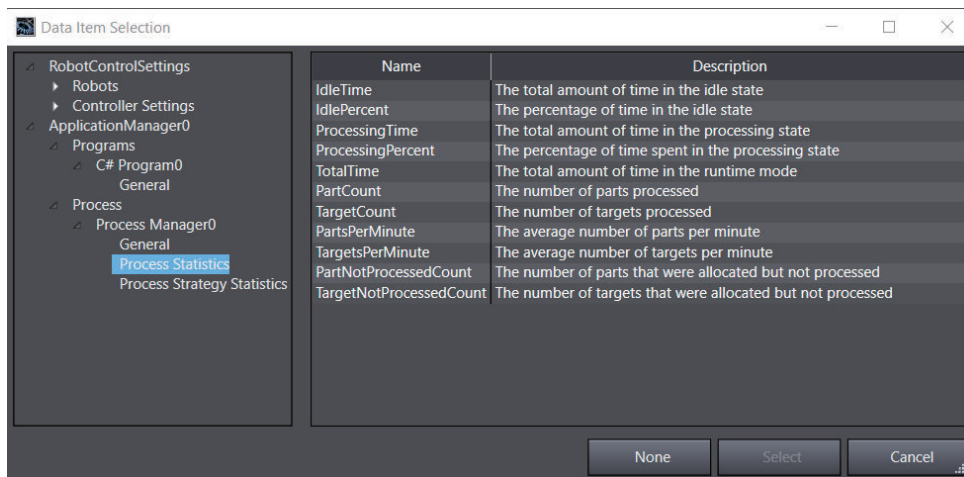 Data Item Selection
RobotControlSettings
Robots
Controller Settings
ApplicationManager0
Programs
C# Program0
General
Process
Process Manager0
General
Process Statistics
Process Strategy Statistics
Name Description
IdleTime The total amount of time in the idle state
IdlePercent The percentage of time in the idle state
ProcessingTime The total amount of time in the processing state
ProcessingPercent The percentage of time spent in the processing state
TotalTime The total amount of time in the runtime mode
PartCount The number of parts processed
TargetCount The number of targets processed
PartsPerMinute The average number of parts per minute
TargetsPerMinute The average number of targets per minute
PartNotProcessedCount The number of parts that were allocated but not processed
TargetNotProcessedCount The number of targets that were allocated but not processed
None Select Cancel